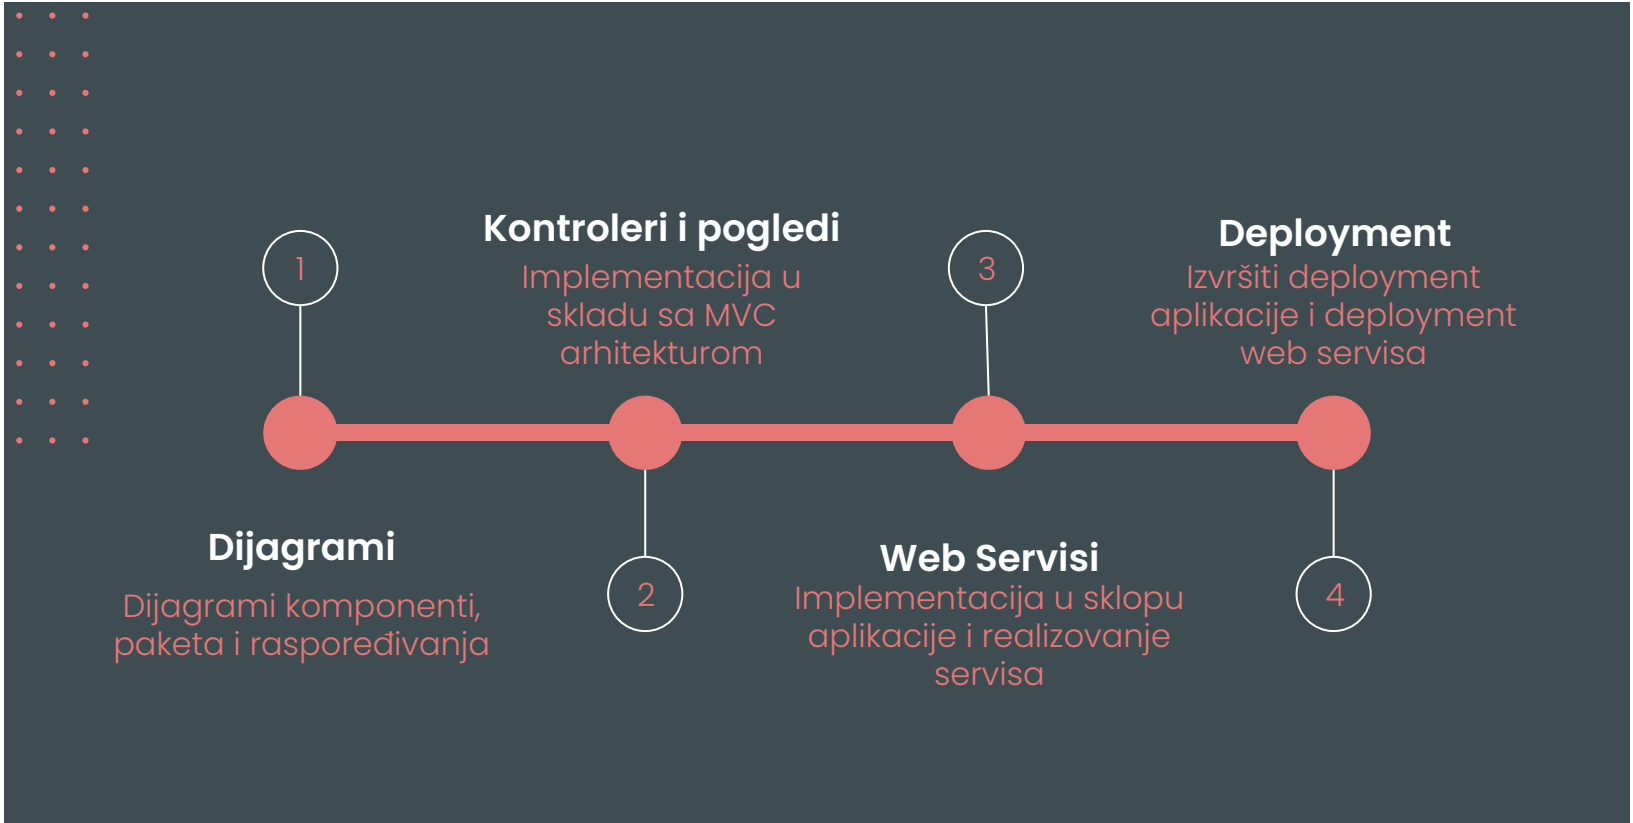 1
Dijagrami
Dijagrami komponenti,
paketa i raspoređivanja
Kontroleri i pogledi
Implementacija u
skladu sa MVC
arhitekturom
2
3
Web Servisi
Implementacija u sklopu
aplikacije i realizovanje
servisa
Deployment
Izvršiti deployment
aplikacije i deployment
web servisa
4